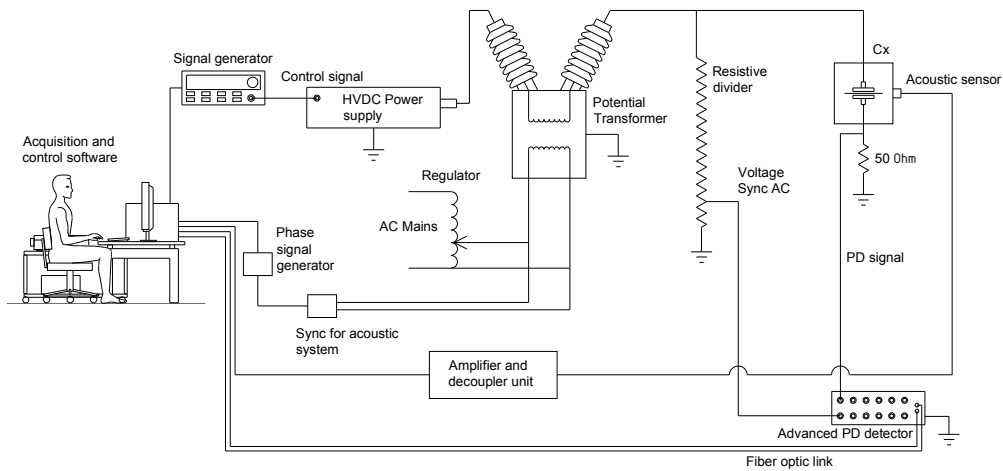 Signal generator
Control signal
HVDC Power
supply
Potential
Transformer
Resistive
divider
Cx
Acoustic sensor
50 Ohm
Acquisition and
control software
Regulator
AC Mains
Voltage
Sync AC
Phase
signal
generator
PD signal
Sync for acoustic
system
Amplifier and
decoupler unit
Advanced PD detector
Fiber optic link